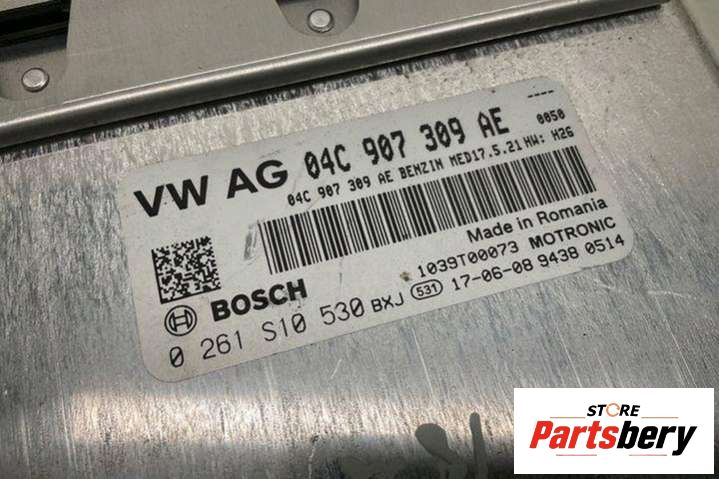 VW AG 04C 907 309 AE ----
04C 907 309 AE BENZIN MED17.5.21 HW: H26 0050
Made in Romania
1039T00073 MOTRONIC
BOSCH
0 261 S10 530 BXJ 531 17-06-08 9438 0514
STORE
Partsbery